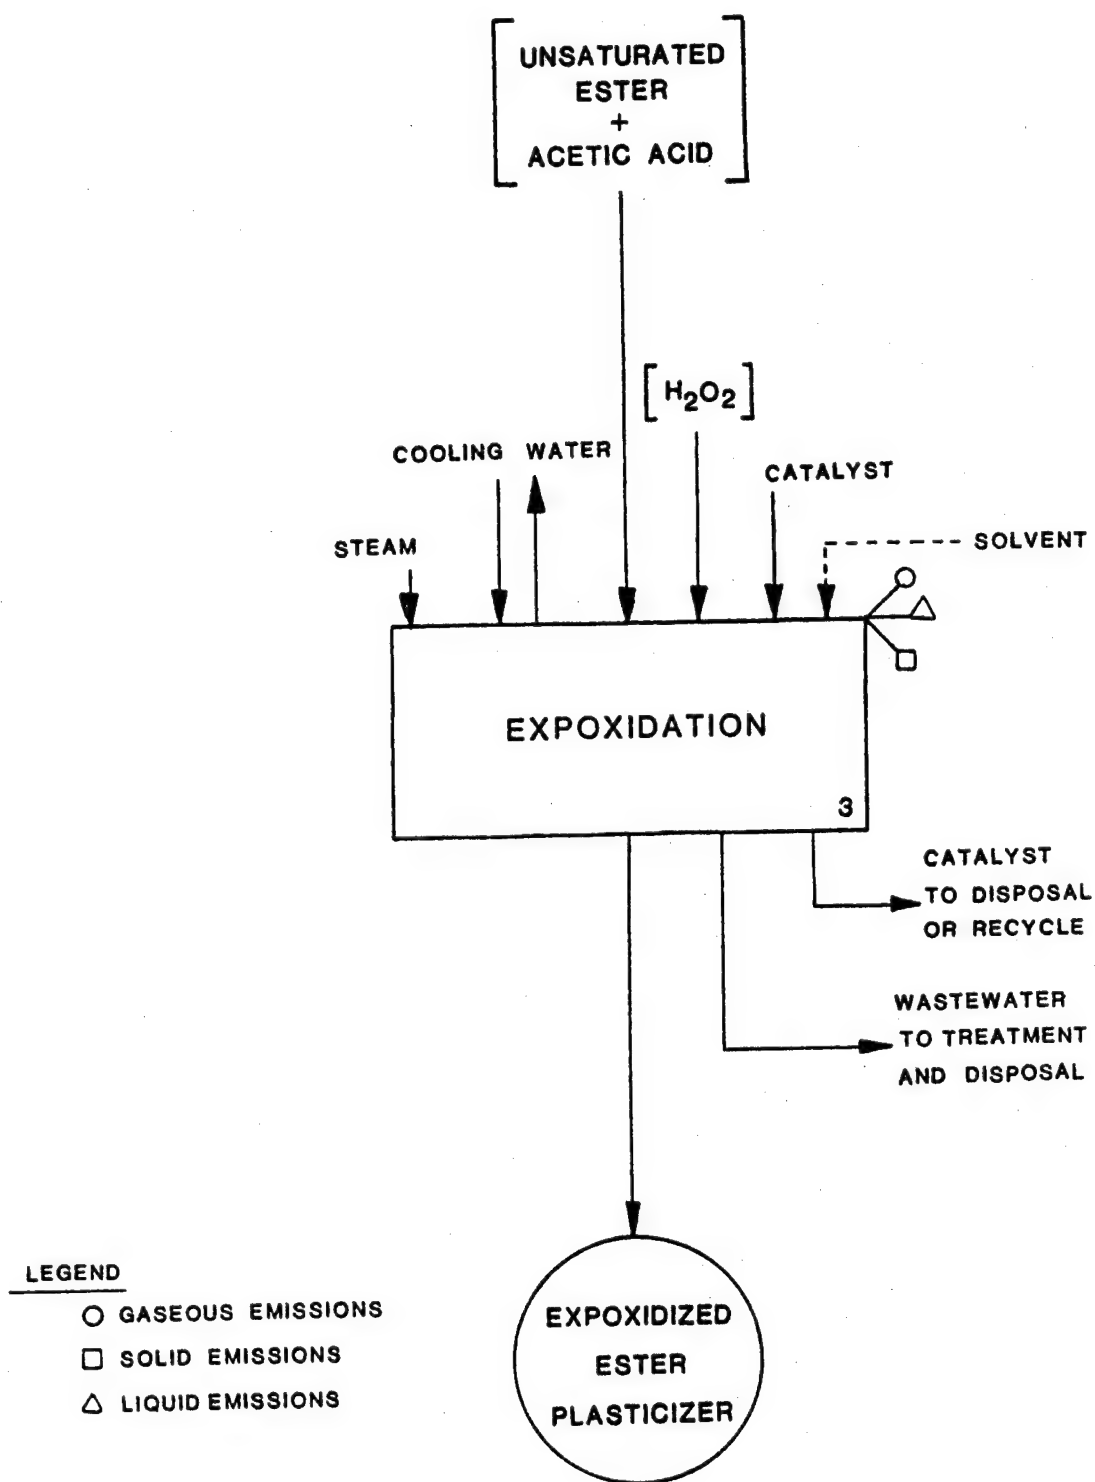 UNSATURATED
ESTER
+
ACETIC ACID
[H₂O₂]
COOLING WATER
CATALYST
STEAM
SOLVENT
EXPOXIDATION
3
CATALYST
TO DISPOSAL
OR RECYCLE
WASTEWATER
TO TREATMENT
AND DISPOSAL
EXPOXIDIZED
ESTER
PLASTICIZER
LEGEND
GASEOUS EMISSIONS
SOLID EMISSIONS
LIQUID EMISSIONS